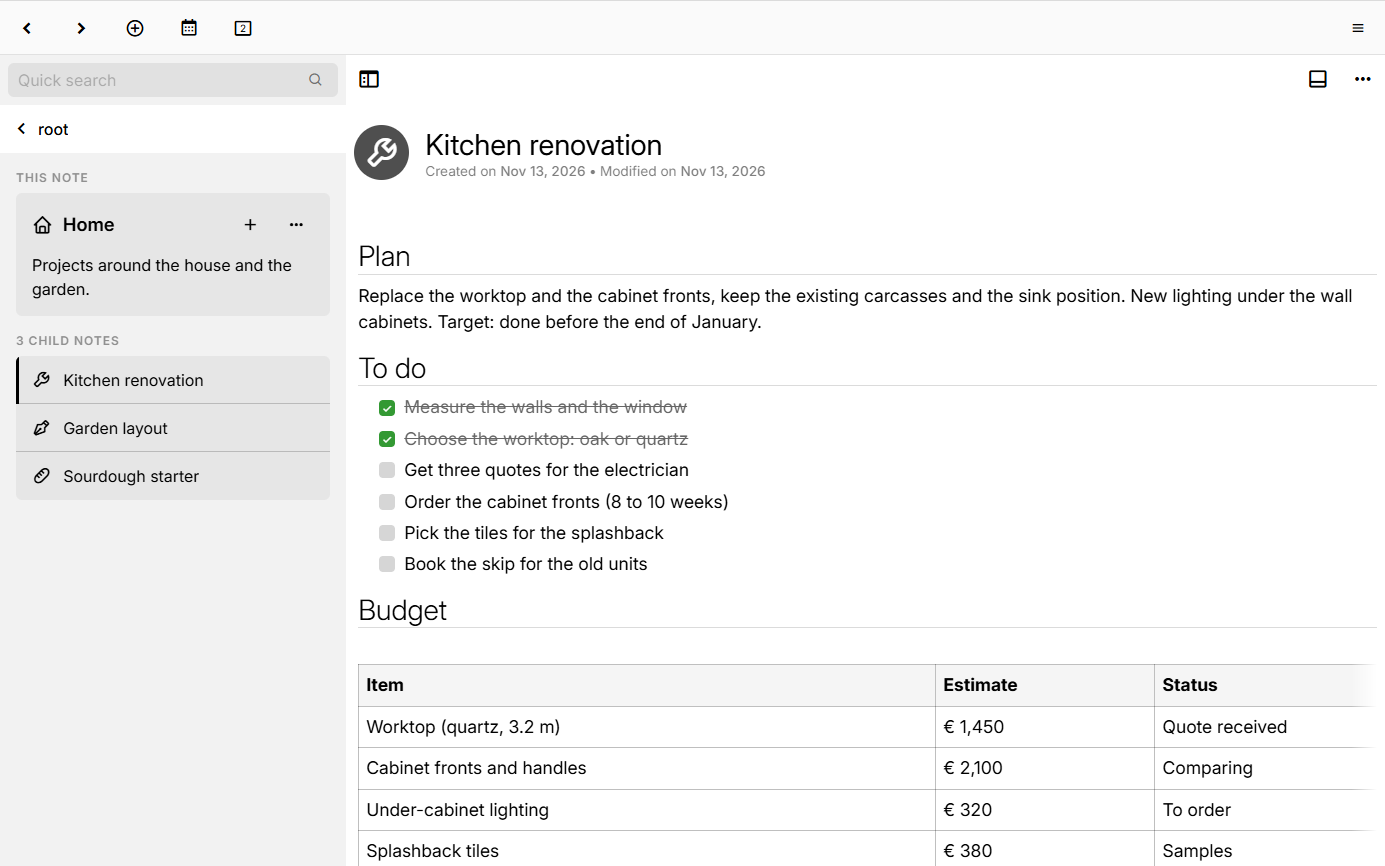 2
Quick search
root
THIS NOTE
Home
Projects around the house and the
garden.
3 CHILD NOTES
Kitchen renovation
Garden layout
Sourdough starter
Kitchen renovation
Created on Nov 13, 2026 • Modified on Nov 13, 2026
Plan
Replace the worktop and the cabinet fronts, keep the existing carcasses and the sink position. New lighting under the wall
cabinets. Target: done before the end of January.
To do
Measure the walls and the window
Choose the worktop: oak or quartz
Get three quotes for the electrician
Order the cabinet fronts (8 to 10 weeks)
Pick the tiles for the splashback
Book the skip for the old units
Budget
Item Estimate Status
Worktop (quartz, 3.2 m) € 1,450 Quote received
Cabinet fronts and handles € 2,100 Comparing
Under-cabinet lighting € 320 To order
Splashback tiles € 380 Samples